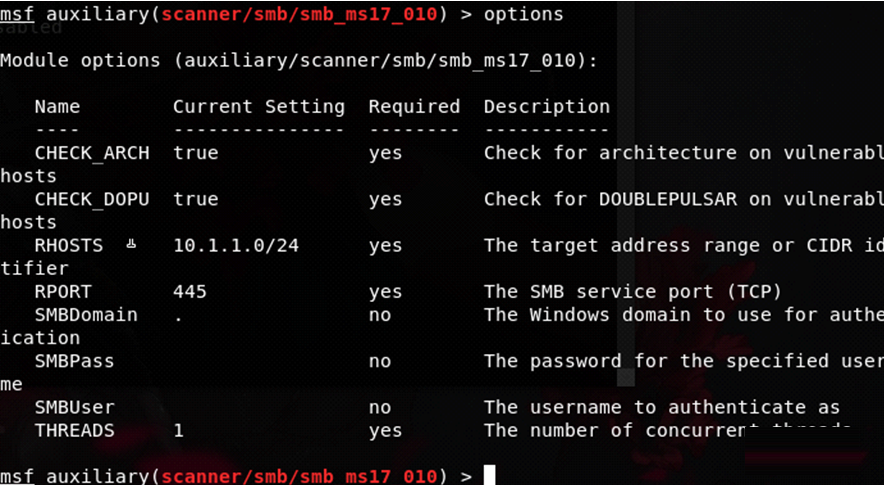 msf auxiliary(scanner/smb/smb_ms17_010) > options
Module options (auxiliary/scanner/smb/smb_ms17_010):
Name Current Setting Required Description
---- --------------- -------- -----------
CHECK_ARCH true yes Check for architecture on vulnerabl
hosts
CHECK_DOPU true yes Check for DOUBLEPULSAR on vulnerabl
hosts
RHOSTS 10.1.1.0/24 yes The target address range or CIDR id
tifier
RPORT 445 yes The SMB service port (TCP)
SMBDomain . no The Windows domain to use for authe
ication
SMBPass no The password for the specified user
me
SMBUser no The username to authenticate as
THREADS 1 yes The number of concurrent threads
msf auxiliary(scanner/smb/smb_ms17_010) >